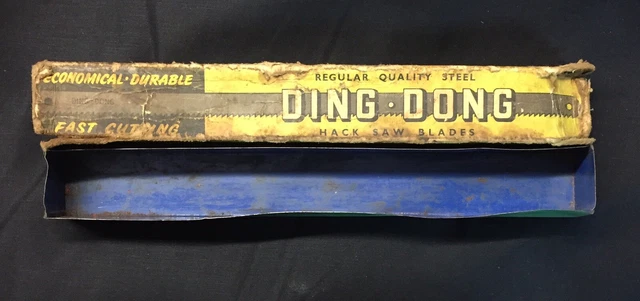 ECONOMICAL · DURABLE
FAST CUTTING
REGULAR QUALITY STEEL
DING · DONG
HACK SAW BLADES